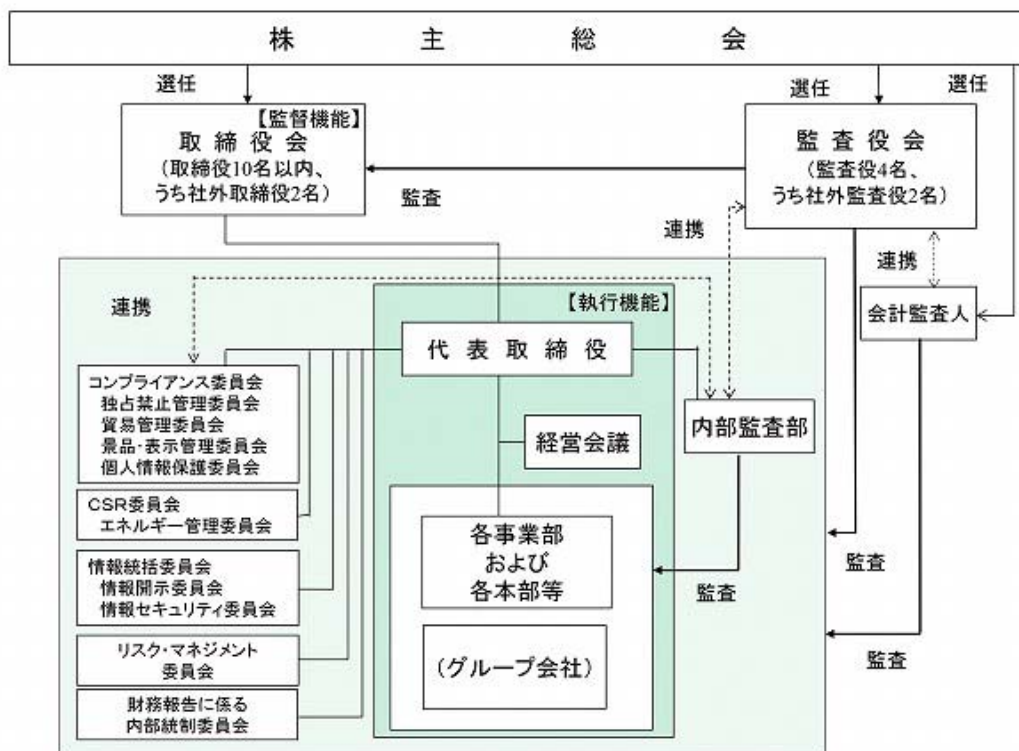 株主総会
選任
選任
選任
【監督機能】
取締役会
(取締役10名以内、
うち社外取締役2名)
監査役会
(監査役4名、
うち社外監査役2名)
監査
連携
連携
会計監査人
連携
【執行機能】
代表取締役
コンプライアンス委員会
独占禁止管理委員会
貿易管理委員会
景品・表示管理委員会
個人情報保護委員会
経営会議
内部監査部
CSR委員会
エネルギー管理委員会
各事業部
および
各本部等
監査
監査
情報統括委員会
情報開示委員会
情報セキュリティ委員会
リスク・マネジメント
委員会
(グループ会社)
監査
財務報告に係る
内部統制委員会